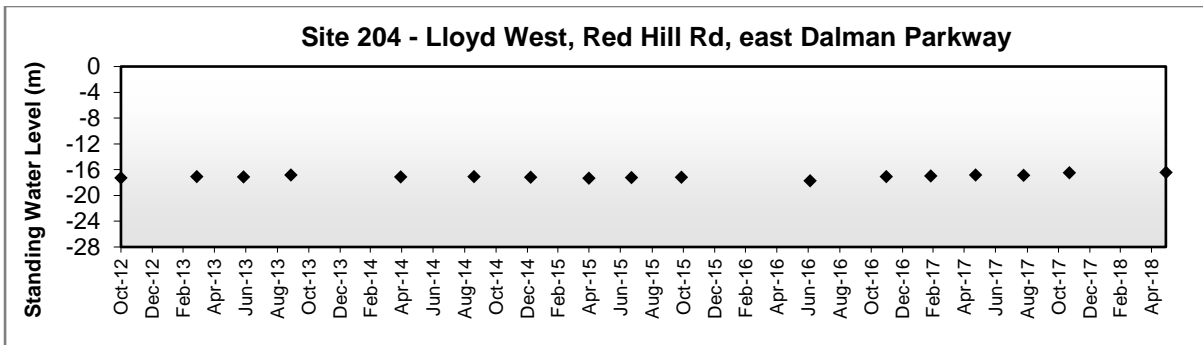 Site 204 - Lloyd West, Red Hill Rd, east Dalman Parkway
Standing Water Level (m)
0
-4
-8
-12
-16
-20
-24
-28
Oct-12
Dec-12
Feb-13
Apr-13
Jun-13
Aug-13
Oct-13
Dec-13
Feb-14
Apr-14
Jun-14
Aug-14
Oct-14
Dec-14
Feb-15
Apr-15
Jun-15
Aug-15
Oct-15
Dec-15
Feb-16
Apr-16
Jun-16
Aug-16
Oct-16
Dec-16
Feb-17
Apr-17
Jun-17
Aug-17
Oct-17
Dec-17
Feb-18
Apr-18